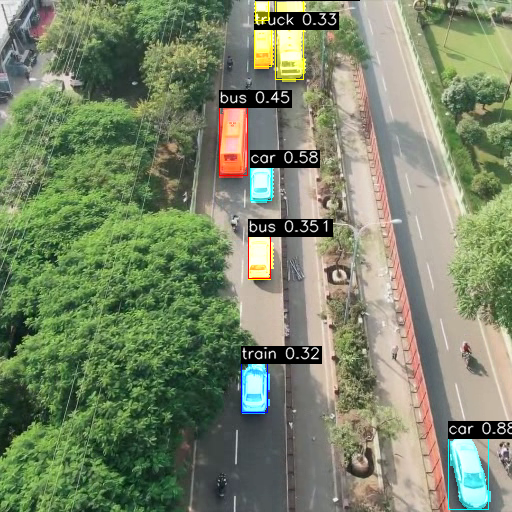 truck 0.33
bus 0.45
car 0.58
bus 0.351
train 0.32
car 0.88